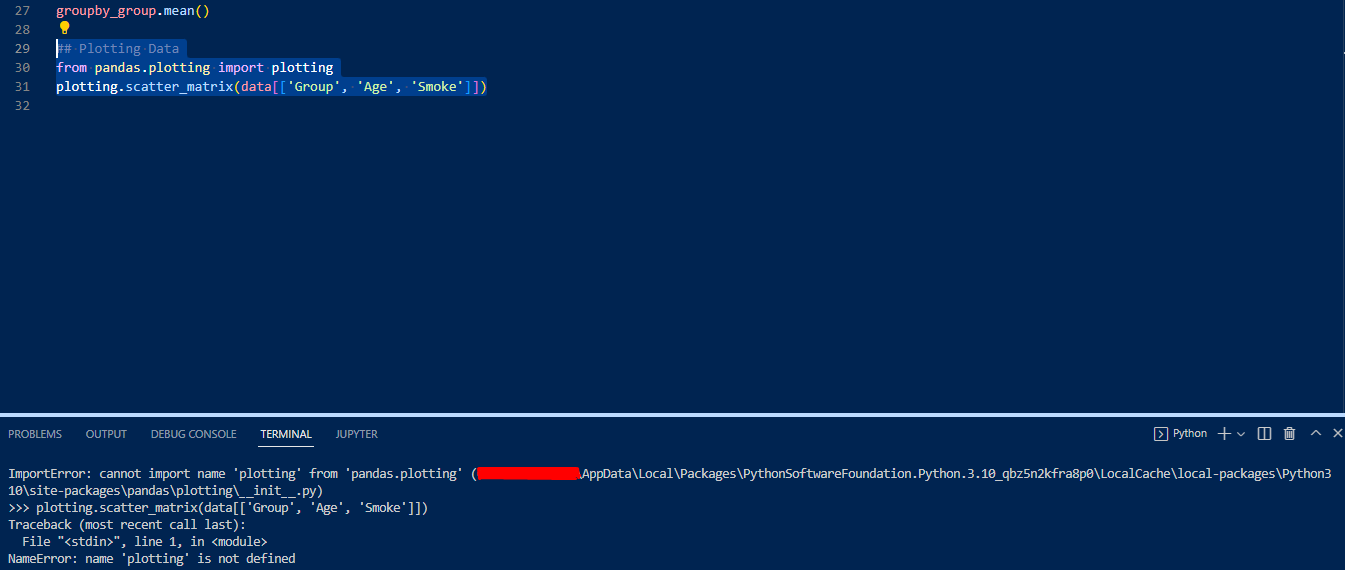 27 groupby_group.mean()
28
29 ## Plotting Data
30 from pandas.plotting import plotting
31 plotting.scatter_matrix(data[['Group', 'Age', 'Smoke']])
32
PROBLEMS OUTPUT DEBUG CONSOLE TERMINAL JUPYTER Python
ImportError: cannot import name 'plotting' from 'pandas.plotting' (\AppData\Local\Packages\PythonSoftwareFoundation.Python.3.10_qbz5n2kfra8p0\LocalCache\local-packages\Python3
10\site-packages\pandas\plotting\__init__.py)
>>> plotting.scatter_matrix(data[['Group', 'Age', 'Smoke']])
Traceback (most recent call last):
  File "<stdin>", line 1, in <module>
NameError: name 'plotting' is not defined